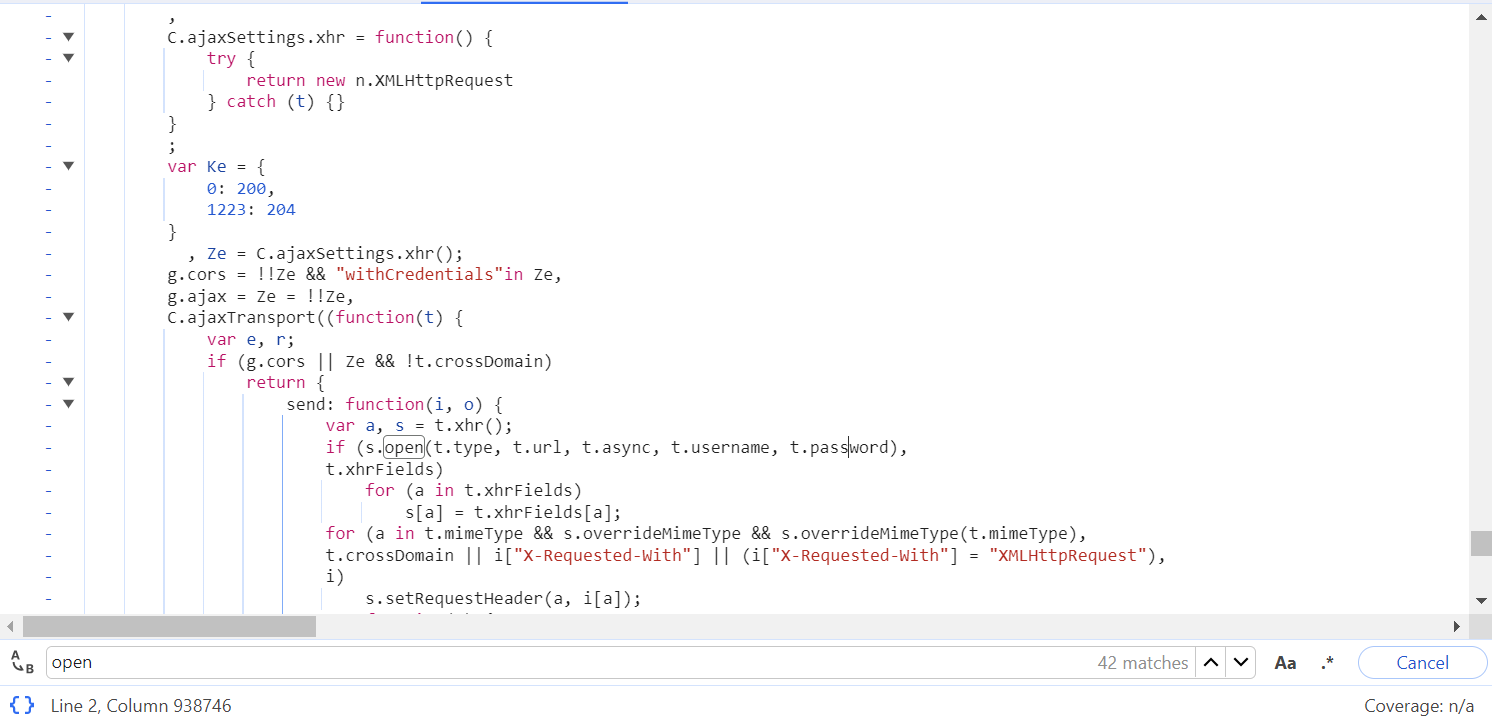 ,
C.ajaxSettings.xhr = function() {
try {
return new n.XMLHttpRequest
} catch (t) {}
}
;
var Ke = {
0: 200,
1223: 204
}
, Ze = C.ajaxSettings.xhr();
g.cors = !!Ze && "withCredentials"in Ze,
g.ajax = Ze = !!Ze,
C.ajaxTransport((function(t) {
var e, r;
if (g.cors || Ze && !t.crossDomain)
return {
send: function(i, o) {
var a, s = t.xhr();
if (s.open(t.type, t.url, t.async, t.username, t.password),
t.xhrFields)
for (a in t.xhrFields)
s[a] = t.xhrFields[a];
for (a in t.mimeType && s.overrideMimeType && s.overrideMimeType(t.mimeType),
t.crossDomain || i["X-Requested-With"] || (i["X-Requested-With"] = "XMLHttpRequest"),
i)
s.setRequestHeader(a, i[a]);
A B open 42 matches Aa .* Cancel
{} Line 2, Column 938746 Coverage: n/a